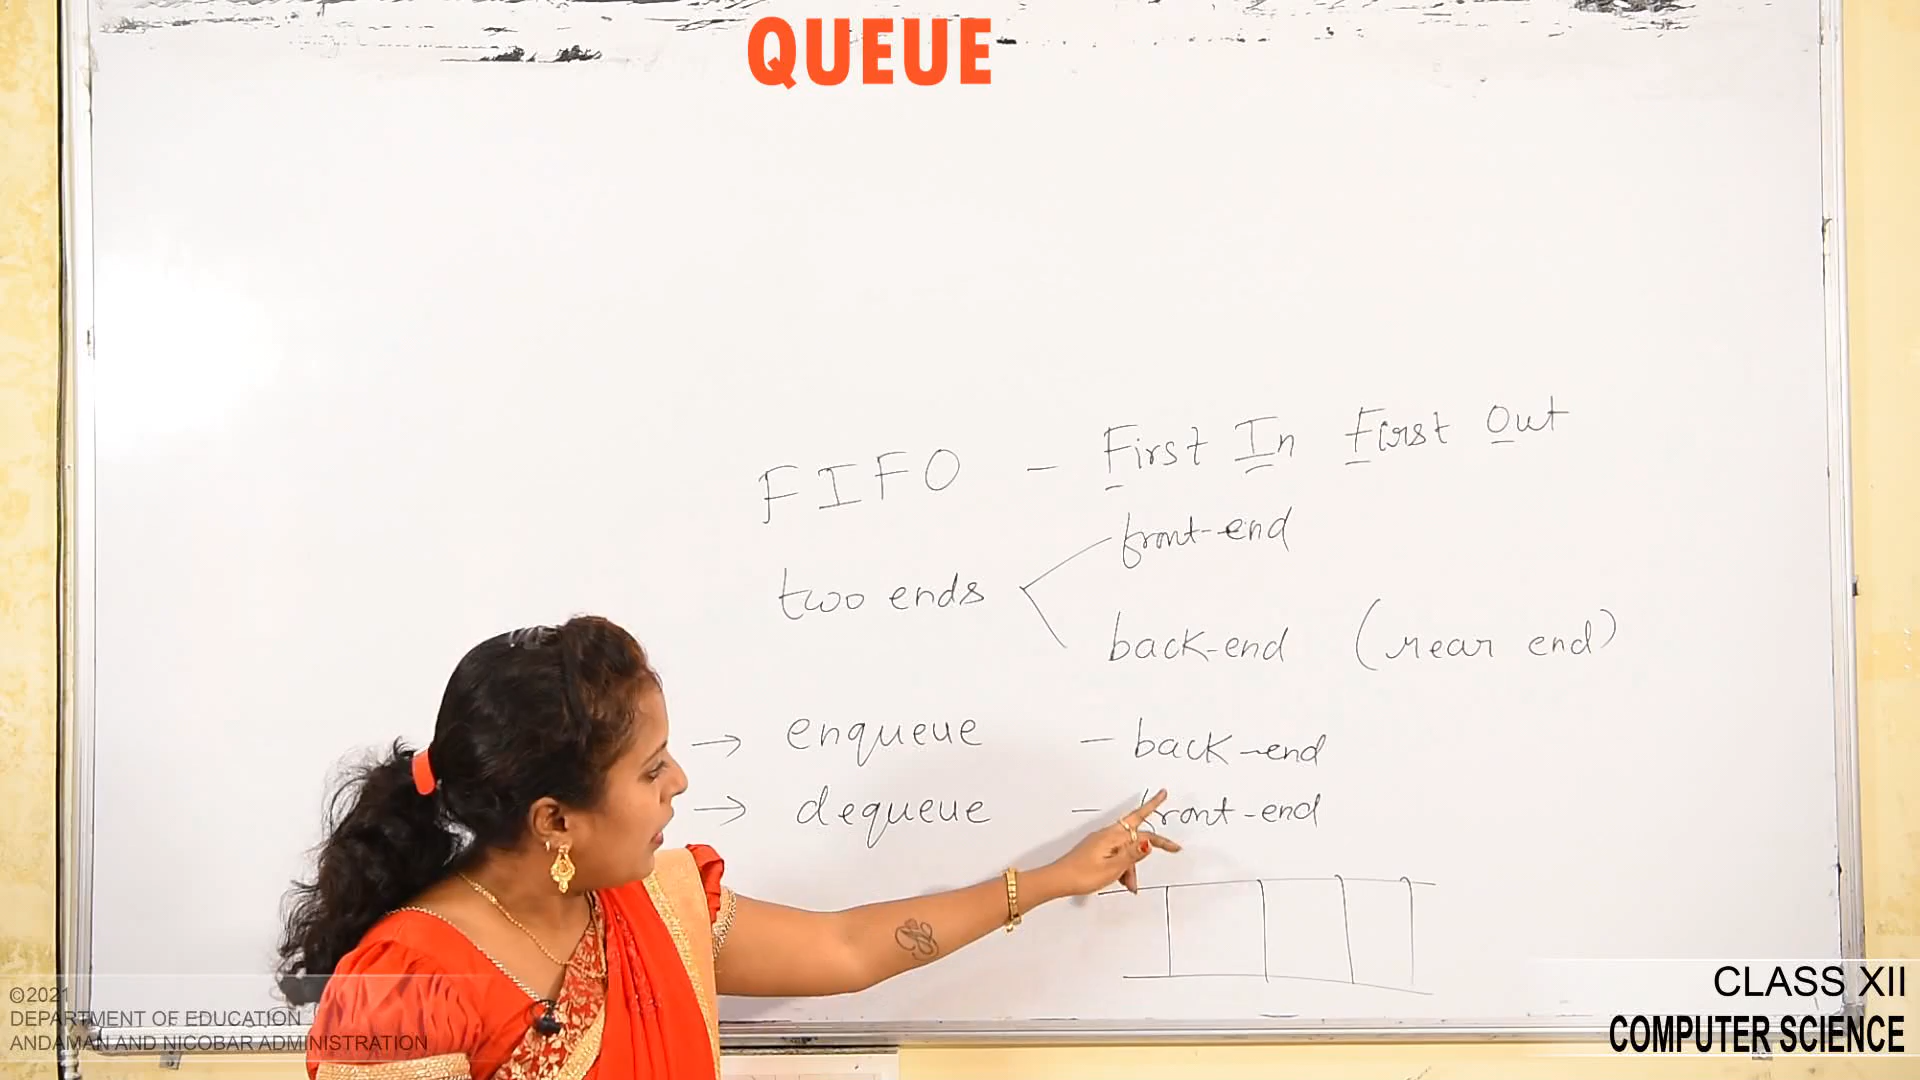 QUEUE
FIFO - First In First Out
front-end
two ends
back-end (rear end)
→ enqueue - back-end
→ dequeue - front-end
CLASS XII
COMPUTER SCIENCE
©2021
DEPARTMENT OF EDUCATION
ANDAMAN AND NICOBAR ADMINISTRATION